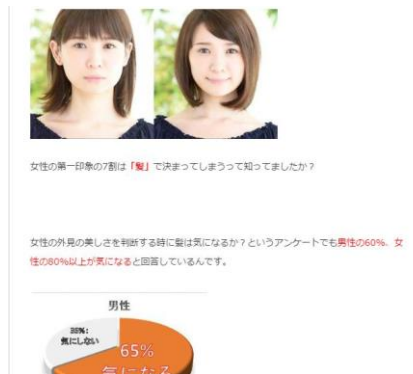 女性の第一印象の7割は「髪」で決まってしまうって知ってましたか？
女性の外見の美しさを判断する時に髪は気になるか？というアンケートでも男性の60%、女
性の80%以上が気になると回答しているんです。
男性
35%:
気にしない
65%
気になる